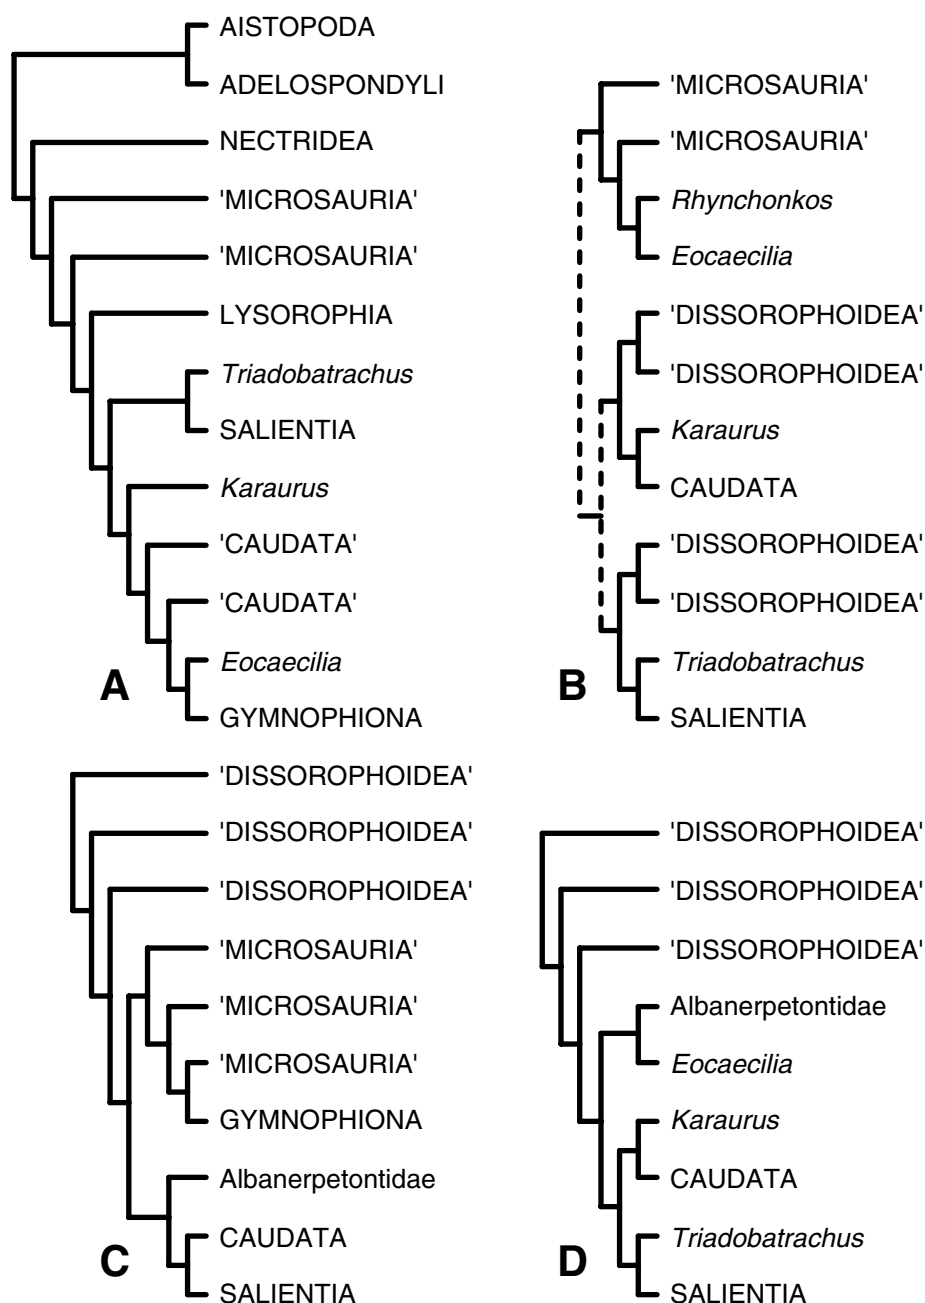 AISTOPODA
ADELOSPONDYLI
NECTRIDEA
'MICROSAURIA'
'MICROSAURIA'
LYSOROPHIA
Triadobatrachus
SALIENTIA
Karaurus
'CAUDATA'
'CAUDATA'
Eocaecilia
GYMNOPHIONA
A
'MICROSAURIA'
'MICROSAURIA'
Rhynchonkos
Eocaecilia
'DISSOROPHOIDEA'
'DISSOROPHOIDEA'
Karaurus
CAUDATA
'DISSOROPHOIDEA'
'DISSOROPHOIDEA'
Triadobatrachus
SALIENTIA
B
'DISSOROPHOIDEA'
'DISSOROPHOIDEA'
'DISSOROPHOIDEA'
'MICROSAURIA'
'MICROSAURIA'
'MICROSAURIA'
GYMNOPHIONA
Albanerpetontidae
CAUDATA
SALIENTIA
C
'DISSOROPHOIDEA'
'DISSOROPHOIDEA'
'DISSOROPHOIDEA'
Albanerpetontidae
Eocaecilia
Karaurus
CAUDATA
Triadobatrachus
SALIENTIA
D